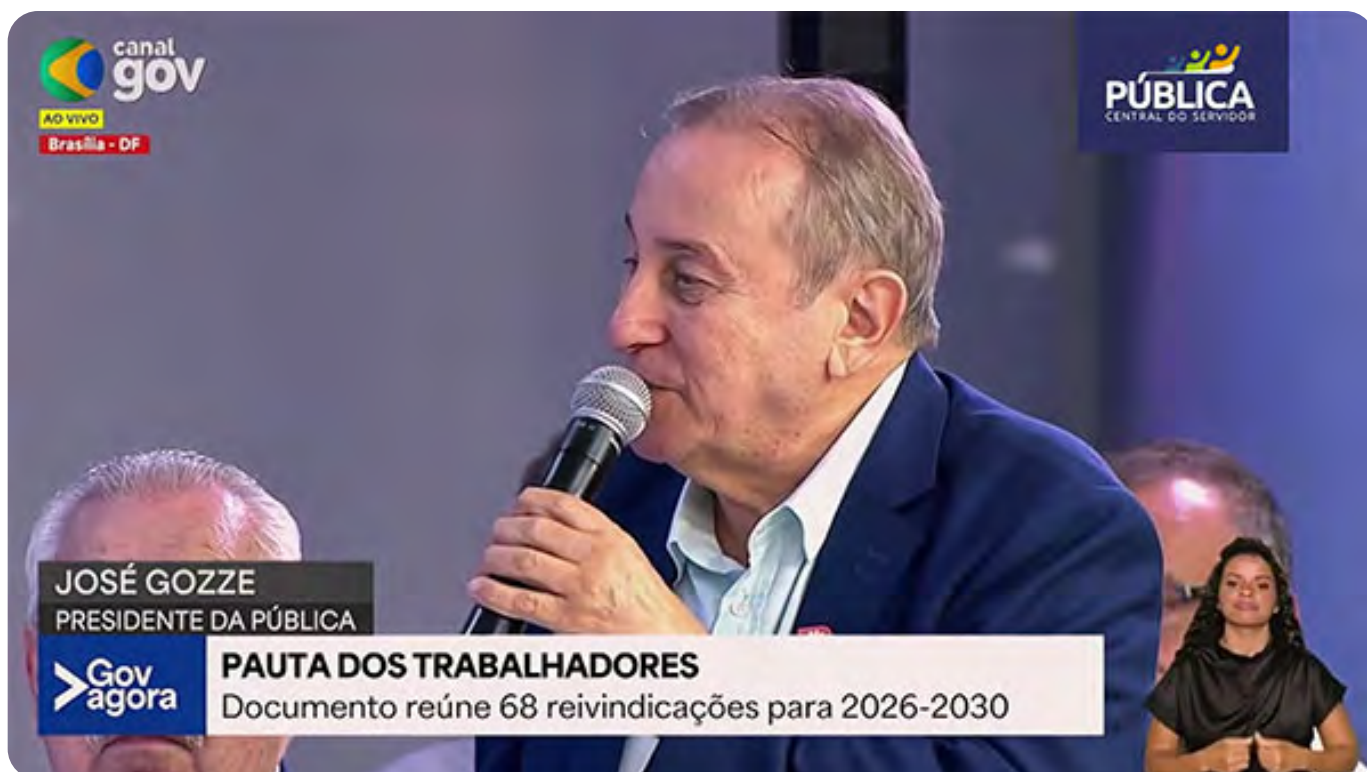 canal
gov
AO VIVO
Brasília - DF
PÚBLICA
CENTRAL DO SERVIDOR
JOSÉ GOZZE
PRESIDENTE DA PÚBLICA
Gov
agora
PAUTA DOS TRABALHADORES
Documento reúne 68 reivindicações para 2026-2030